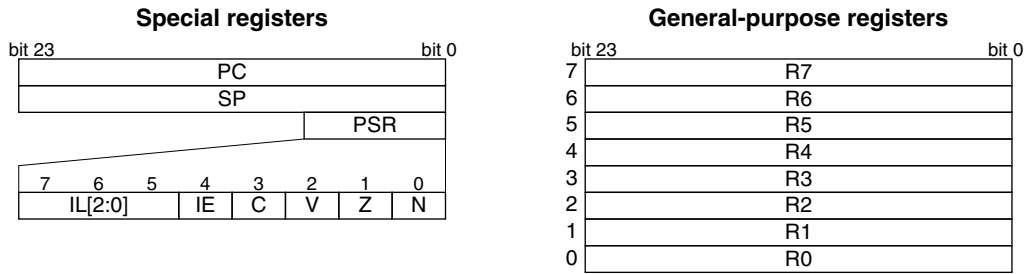 Special registers
bit 23 bit 0
PC
SP
PSR
7 6 5 4 3 2 1 0
IL[2:0] IE C V Z N
General-purpose registers
bit 23 bit 0
7 R7
6 R6
5 R5
4 R4
3 R3
2 R2
1 R1
0 R0